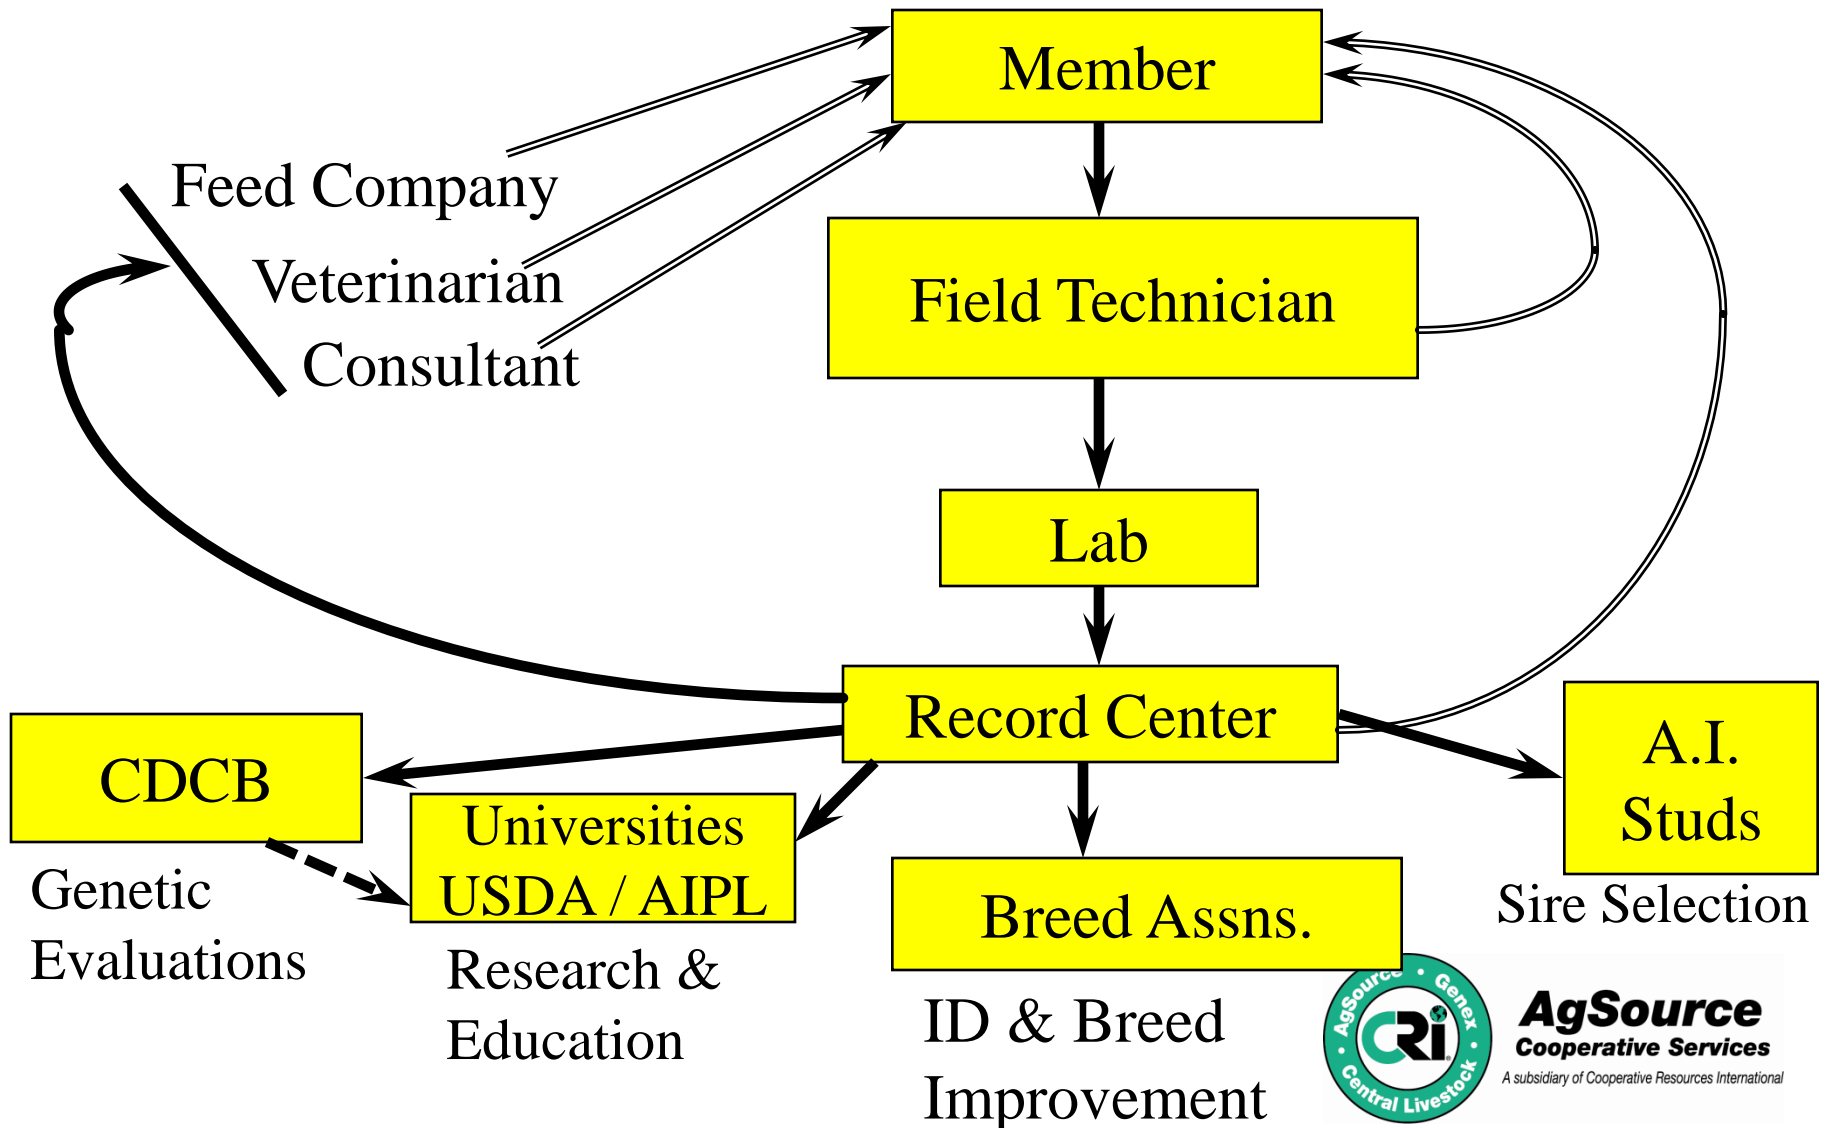 Member
Feed Company
Veterinarian
Consultant
Field Technician
Lab
Record Center
CDCB
Genetic
Evaluations
Universities
USDA / AIPL
Research &
Education
Breed Assns.
ID & Breed
Improvement
A.I.
Studs
Sire Selection
AgSource • Genex • Central Livestock •
CRI
AgSource
Cooperative Services
A subsidiary of Cooperative Resources International